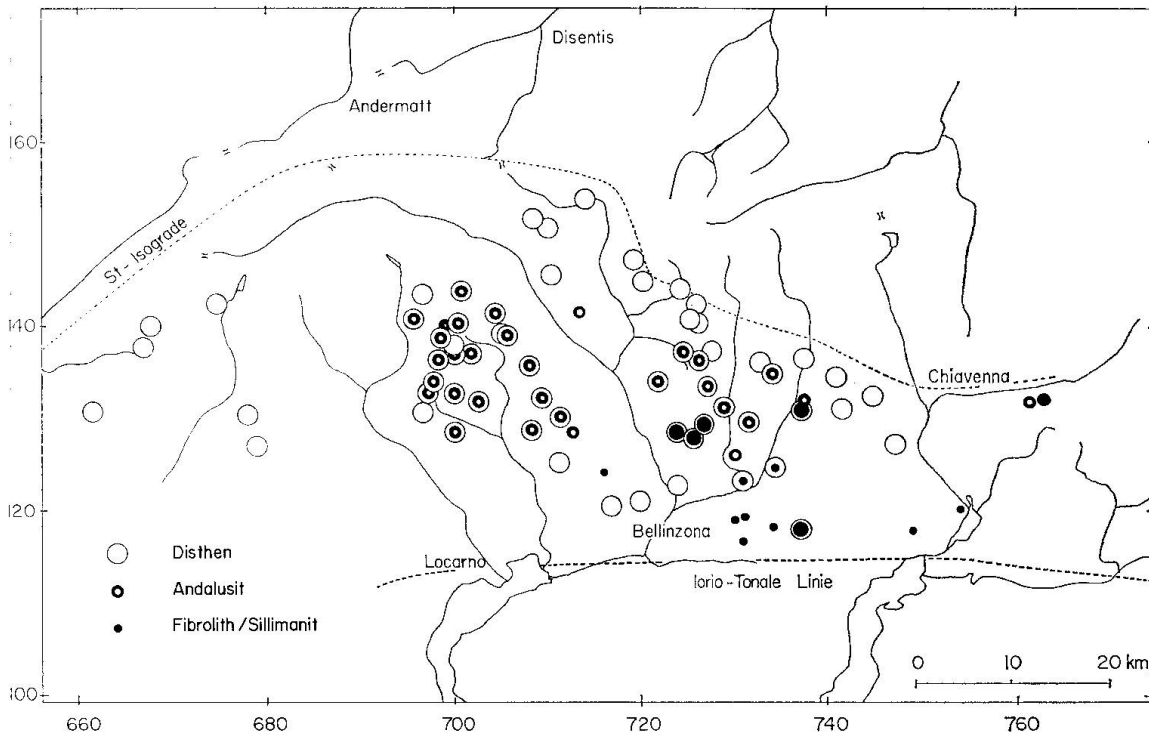 Disentis
Andermatt
160
St-Isograde
140
Chiavenna
120
Bellinzona
Disthen
Locarno
Iorio-Tonale Linie
Andalusit
Fibrolith/Sillimanit
0 10 20 km
100
660 680 700 720 740 760